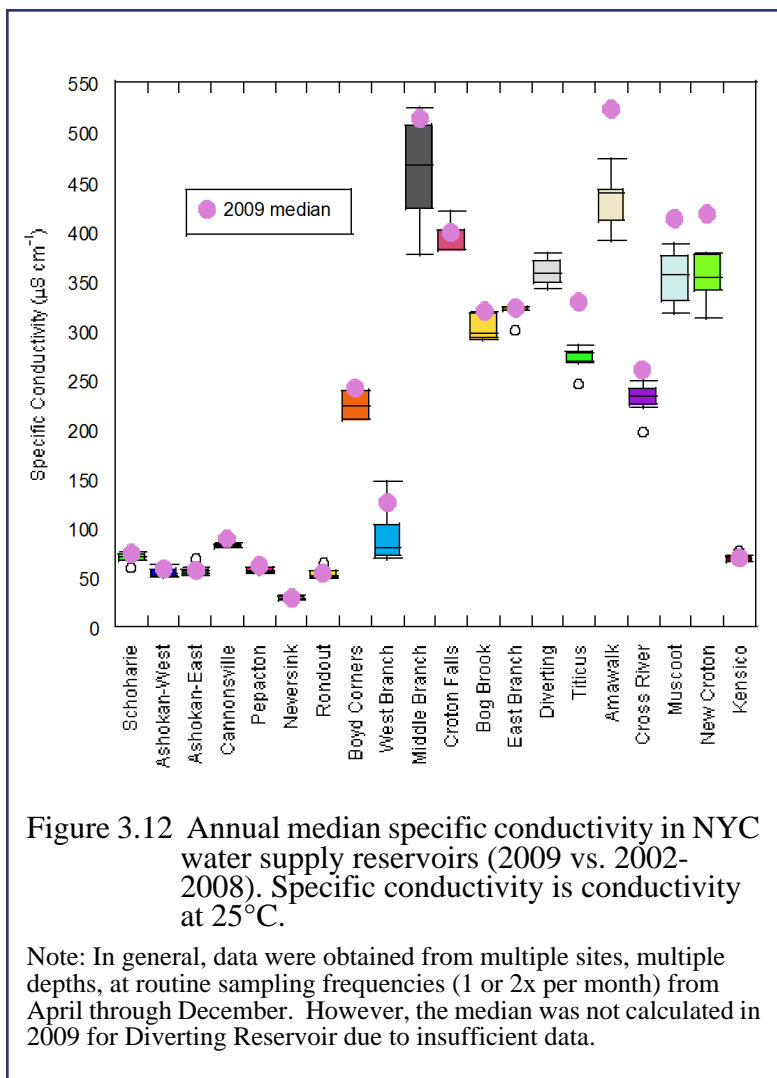 550
500
450
400
350
300
250
200
150
100
50
0
Specific Conductivity (µS cm⁻¹)
2009 median
Schoharie
Ashokan-West
Ashokan-East
Cannonsville
Pepacton
Neversink
Rondout
Boyd Corners
West Branch
Middle Branch
Croton Falls
Bog Brook
East Branch
Diverting
Titicus
Amawalk
Cross River
Muscoot
New Croton
Kensico
Figure 3.12 Annual median specific conductivity in NYC
water supply reservoirs (2009 vs. 2002-
2008). Specific conductivity is conductivity
at 25°C.
Note: In general, data were obtained from multiple sites, multiple
depths, at routine sampling frequencies (1 or 2x per month) from
April through December. However, the median was not calculated in
2009 for Diverting Reservoir due to insufficient data.